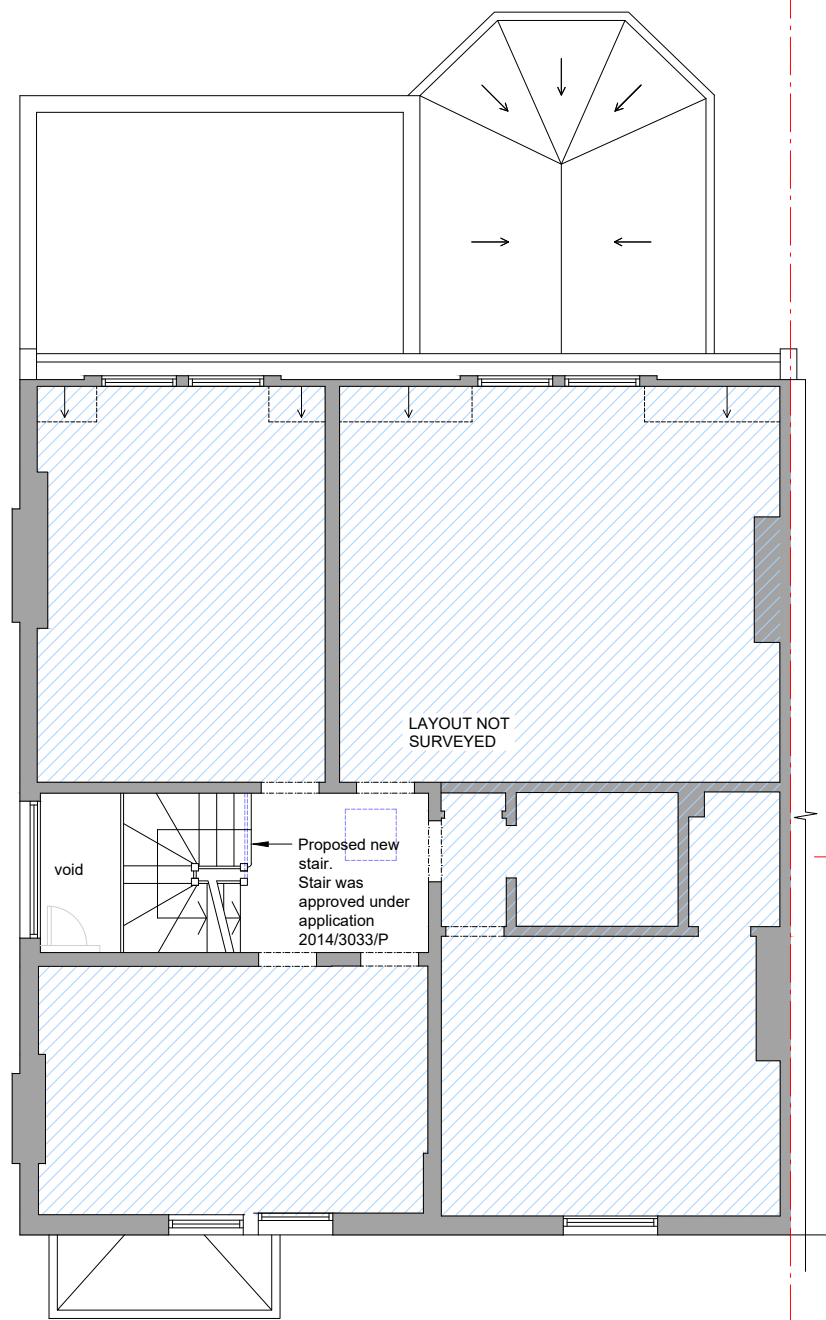 LAYOUT NOT
SURVEYED
void
Proposed new
stair.
Stair was
approved under
application
2014/3033/P